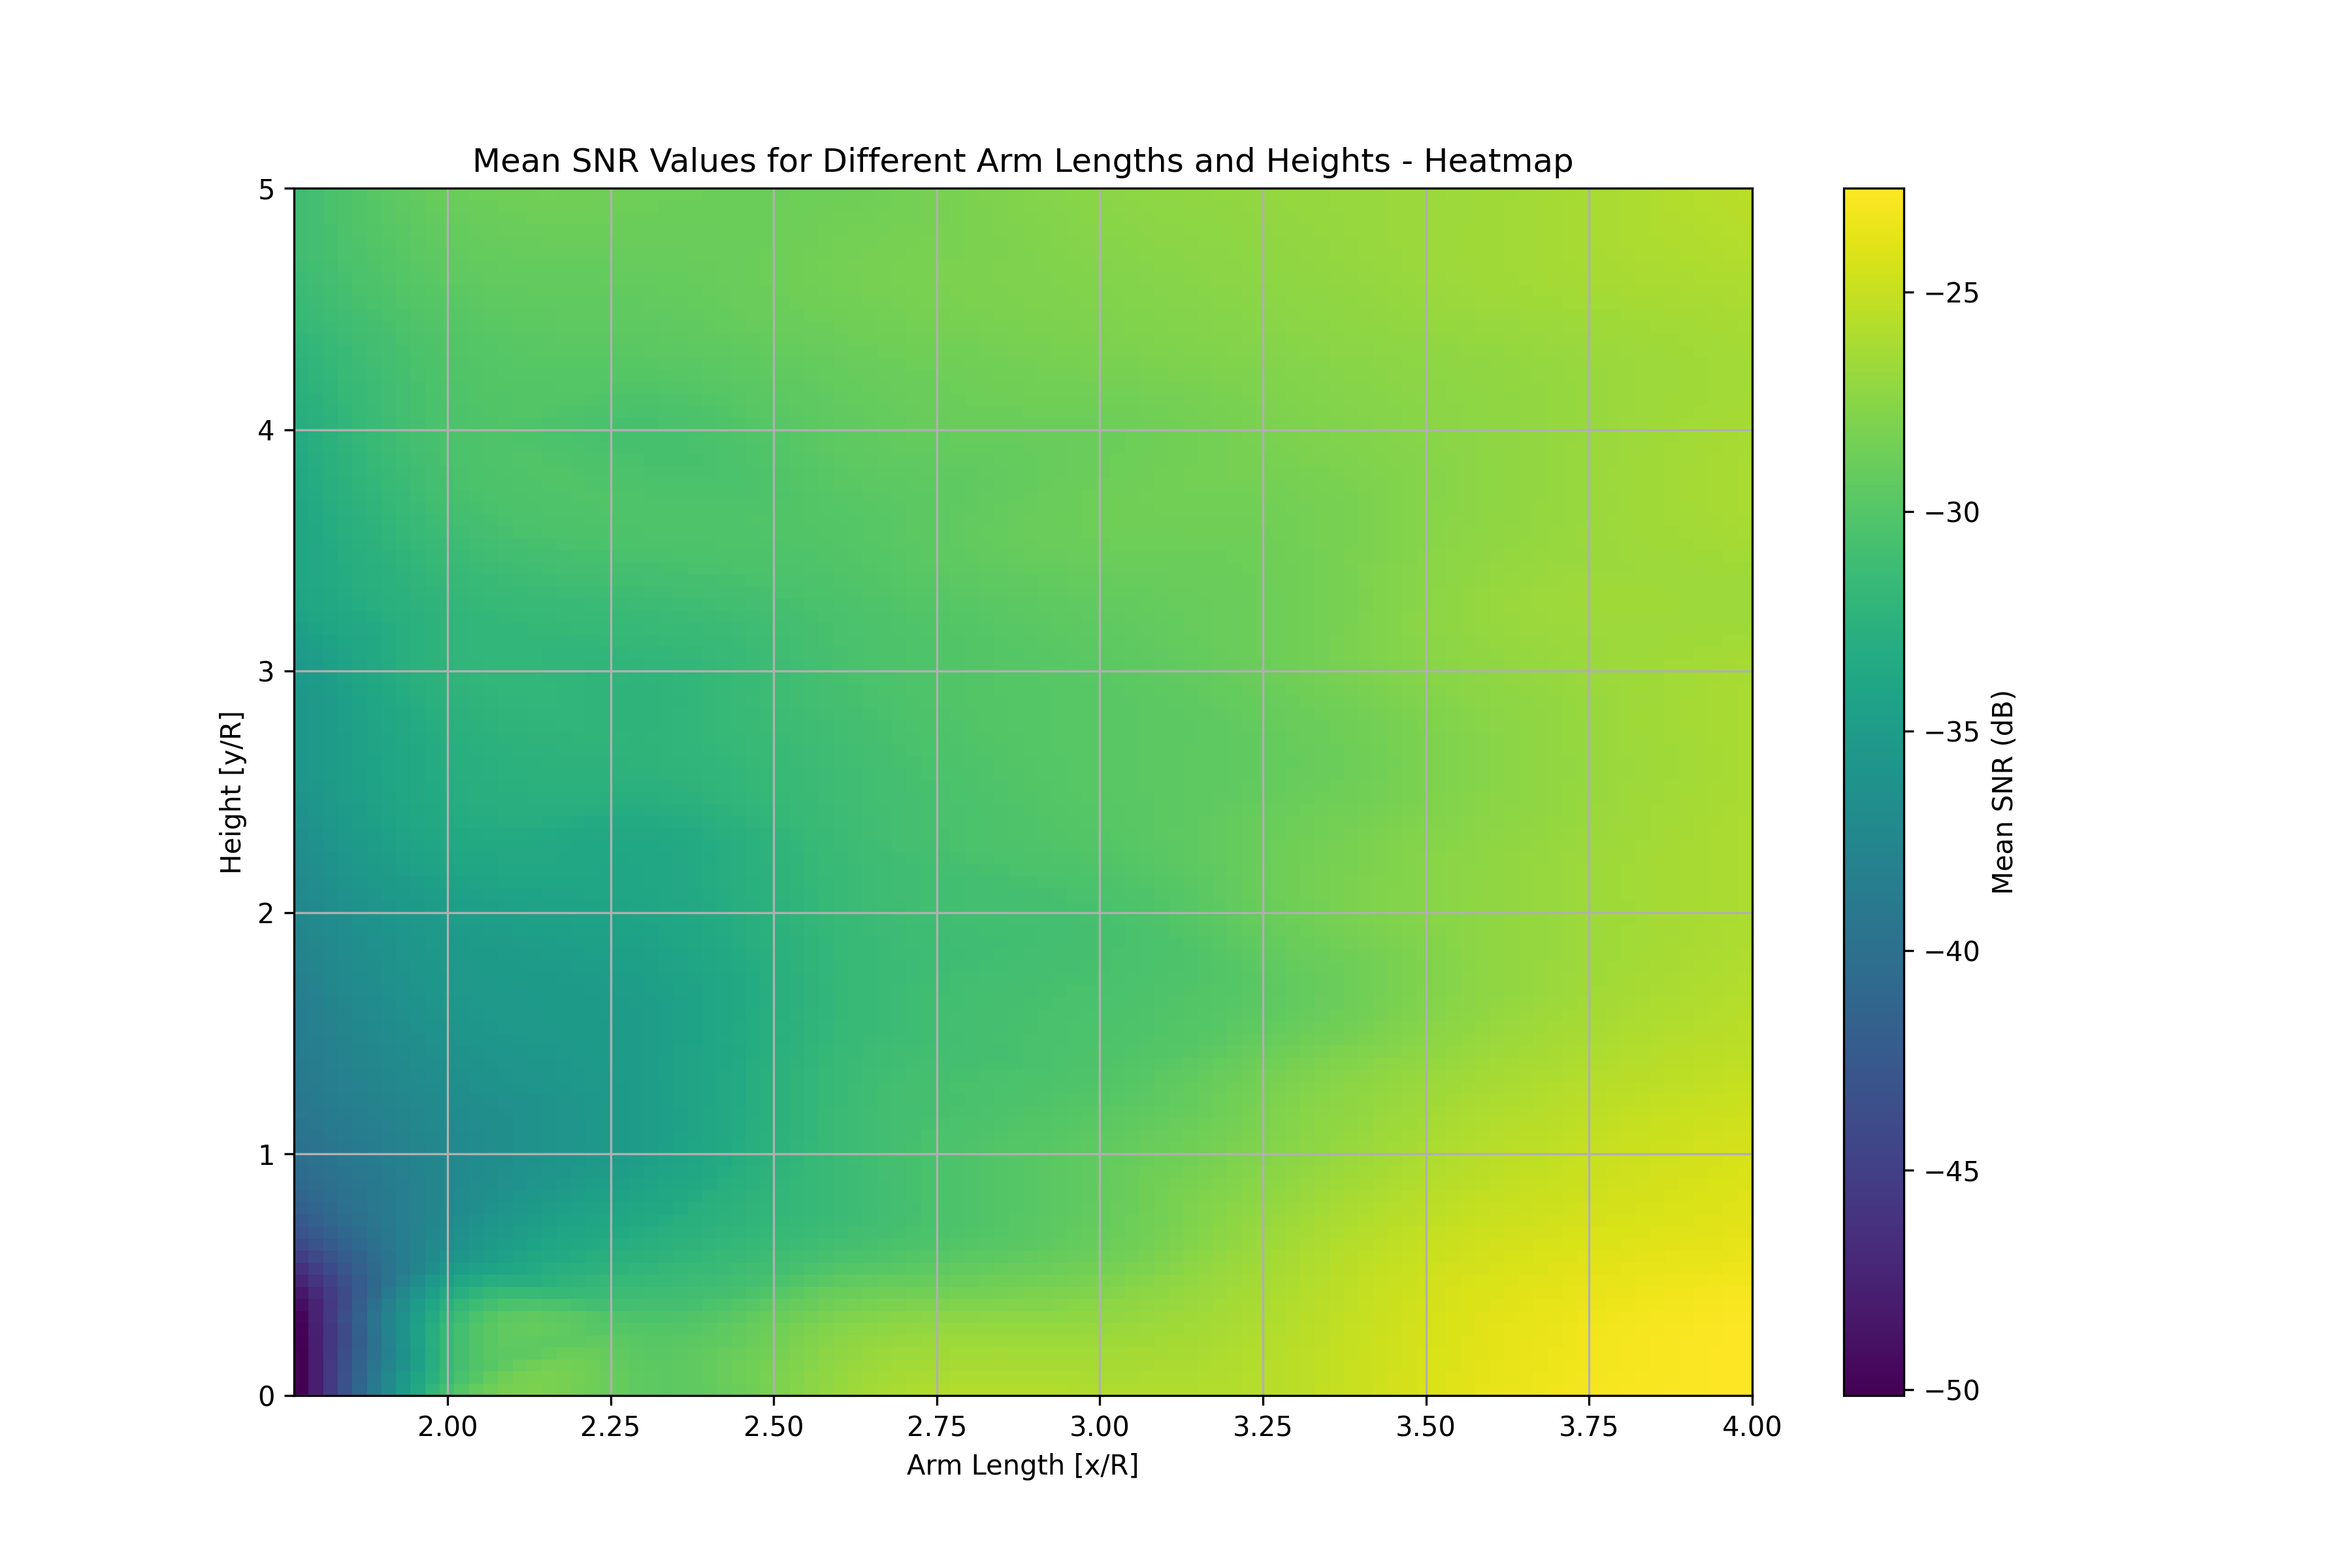 Mean SNR Values for Different Arm Lengths and Heights - Heatmap
5
4
3
2
1
0
Height [y/R]
2.00 2.25 2.50 2.75 3.00 3.25 3.50 3.75 4.00
Arm Length [x/R]
−25
−30
−35
−40
−45
−50
Mean SNR (dB)